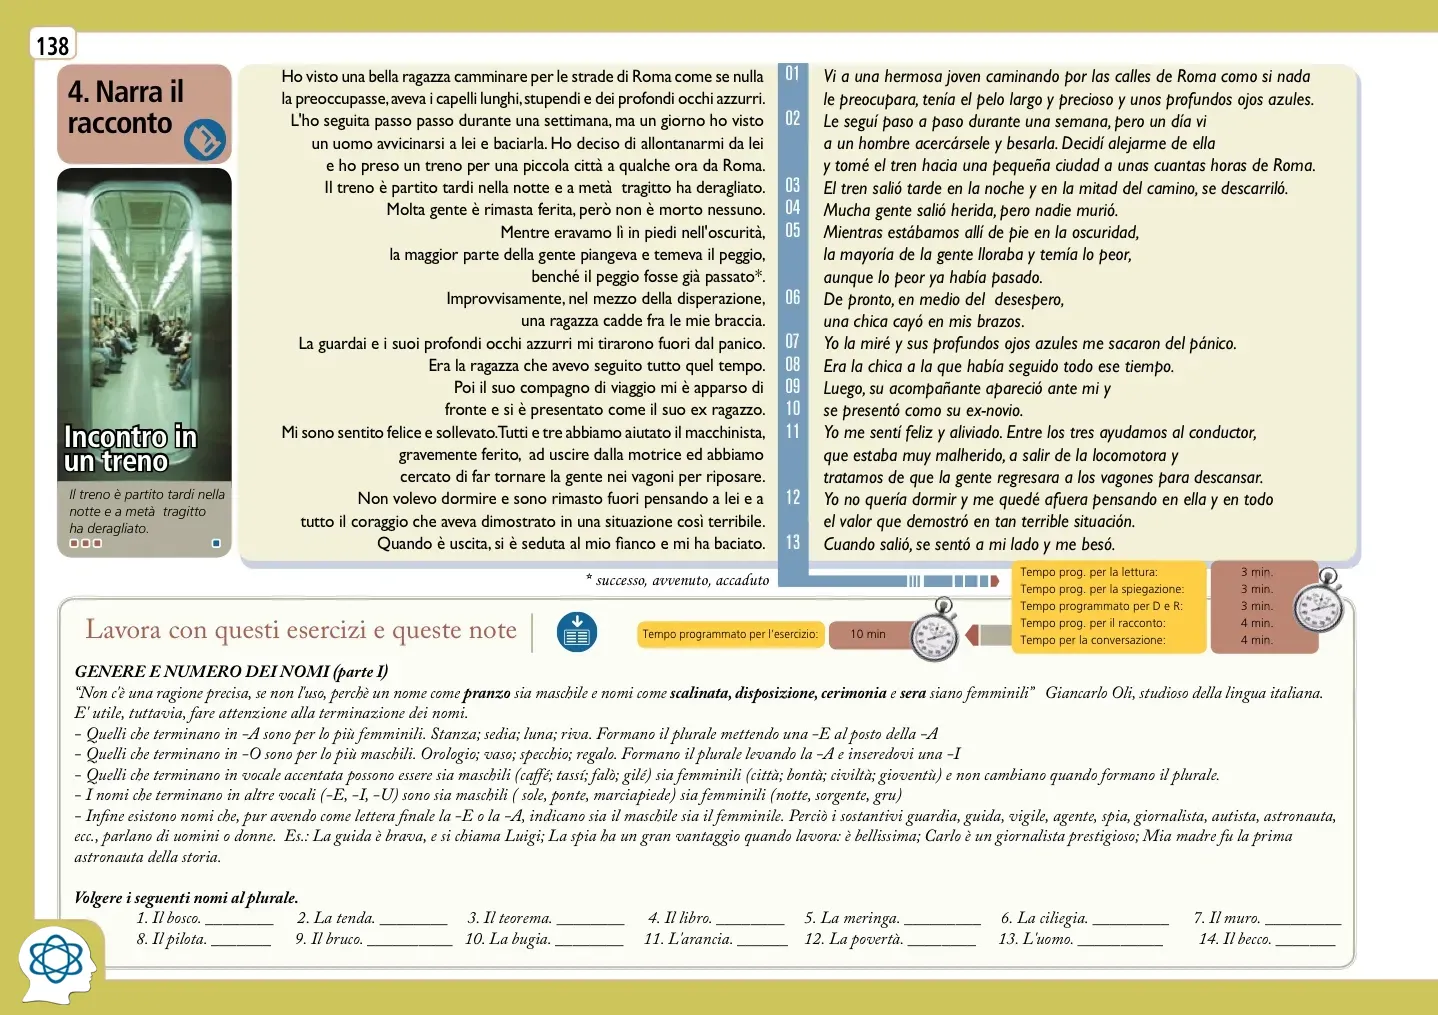 138
4. Narra il
racconto
Incontro in
un treno
Il treno è partito tardi nella
notte e a metà tragitto
ha deragliato.
Ho visto una bella ragazza camminare per le strade di Roma come se nulla
la preoccupasse, aveva i capelli lunghi, stupendi e dei profondi occhi azzurri.
L'ho seguita passo passo durante una settimana, ma un giorno ho visto
un uomo avvicinarsi a lei e baciarla. Ho deciso di allontanarmi da lei
e ho preso un treno per una piccola città a qualche ora da Roma.
Il treno è partito tardi nella notte e a metà tragitto ha deragliato.
Molta gente è rimasta ferita, però non è morto nessuno.
Mentre eravamo lì in piedi nell'oscurità,
la maggior parte della gente piangeva e temeva il peggio,
benché il peggio fosse già passato*.
Improvvisamente, nel mezzo della disperazione,
una ragazza cadde fra le mie braccia.
La guardai e i suoi profondi occhi azzurri mi tirarono fuori dal panico.
Era la ragazza che avevo seguito tutto quel tempo.
Poi il suo compagno di viaggio mi è apparso di
fronte e si è presentato come il suo ex ragazzo.
Mi sono sentito felice e sollevato.Tutti e tre abbiamo aiutato il macchinista,
gravemente ferito, ad uscire dalla motrice ed abbiamo
cercato di far tornare la gente nei vagoni per riposare.
Non volevo dormire e sono rimasto fuori pensando a lei e a
tutto il coraggio che aveva dimostrato in una situazione così terribile.
Quando è uscita, si è seduta al mio fianco e mi ha baciato.
* successo, avvenuto, accaduto
01
02
03
04
05
06
07
08
09
10
11
12
13
Vi a una hermosa joven caminando por las calles de Roma como si nada
le preocupara, tenía el pelo largo y precioso y unos profundos ojos azules.
Le seguí paso a paso durante una semana, pero un día vi
a un hombre acercársele y besarla. Decidí alejarme de ella
y tomé el tren hacia una pequeña ciudad a unas cuantas horas de Roma.
El tren salió tarde en la noche y en la mitad del camino, se descarriló.
Mucha gente salió herida, pero nadie murió.
Mientras estábamos allí de pie en la oscuridad,
la mayoría de la gente lloraba y temía lo peor,
aunque lo peor ya había pasado.
De pronto, en medio del desespero,
una chica cayó en mis brazos.
Yo la miré y sus profundos ojos azules me sacaron del pánico.
Era la chica a la que había seguido todo ese tiempo.
Luego, su acompañante apareció ante mi y
se presentó como su ex-novio.
Yo me sentí feliz y aliviado. Entre los tres ayudamos al conductor,
que estaba muy malherido, a salir de la locomotora y
tratamos de que la gente regresara a los vagones para descansar.
Yo no quería dormir y me quedé afuera pensando en ella y en todo
el valor que demostró en tan terrible situación.
Cuando salió, se sentó a mi lado y me besó.
Tempo prog. per la lettura: 3 min.
Tempo prog. per la spiegazione: 3 min.
Tempo programmato per D e R: 3 min.
Tempo prog. per il racconto: 4 min.
Tempo per la conversazione: 4 min.
Lavora con questi esercizi e queste note
Tempo programmato per l'esercizio: 10 min
GENERE E NUMERO DEI NOMI (parte I)
“Non c'è una ragione precisa, se non l'uso, perchè un nome come pranzo sia maschile e nomi come scalinata, disposizione, cerimonia e sera siano femminili” Giancarlo Oli, studioso della lingua italiana.
E' utile, tuttavia, fare attenzione alla terminazione dei nomi.
- Quelli che terminano in -A sono per lo più femminili. Stanza; sedia; luna; riva. Formano il plurale mettendo una -E al posto della -A
- Quelli che terminano in -O sono per lo più maschili. Orologio; vaso; specchio; regalo. Formano il plurale levando la -A e inseredovi una -I
- Quelli che terminano in vocale accentata possono essere sia maschili (caffé; tassí; falò; gilé) sia femminili (città; bontà; civiltà; gioventù) e non cambiano quando formano il plurale.
- I nomi che terminano in altre vocali (-E, -I, -U) sono sia maschili ( sole, ponte, marciapiede) sia femminili (notte, sorgente, gru)
- Infine esistono nomi che, pur avendo come lettera finale la -E o la -A, indicano sia il maschile sia il femminile. Perciò i sostantivi guardia, guida, vigile, agente, spia, giornalista, autista, astronauta,
ecc., parlano di uomini o donne. Es.: La guida è brava, e si chiama Luigi; La spia ha un gran vantaggio quando lavora: è bellissima; Carlo è un giornalista prestigioso; Mia madre fu la prima
astronauta della storia.
Volgere i seguenti nomi al plurale.
1. Il bosco. ________ 2. La tenda. ________ 3. Il teorema. ________ 4. Il libro. ________ 5. La meringa. _________ 6. La ciliegia. _________ 7. Il muro. _________
8. Il pilota. _______ 9. Il bruco. __________ 10. La bugia. ________ 11. L'arancia. ______ 12. La povertà. ________ 13. L'uomo. __________ 14. Il becco. _______